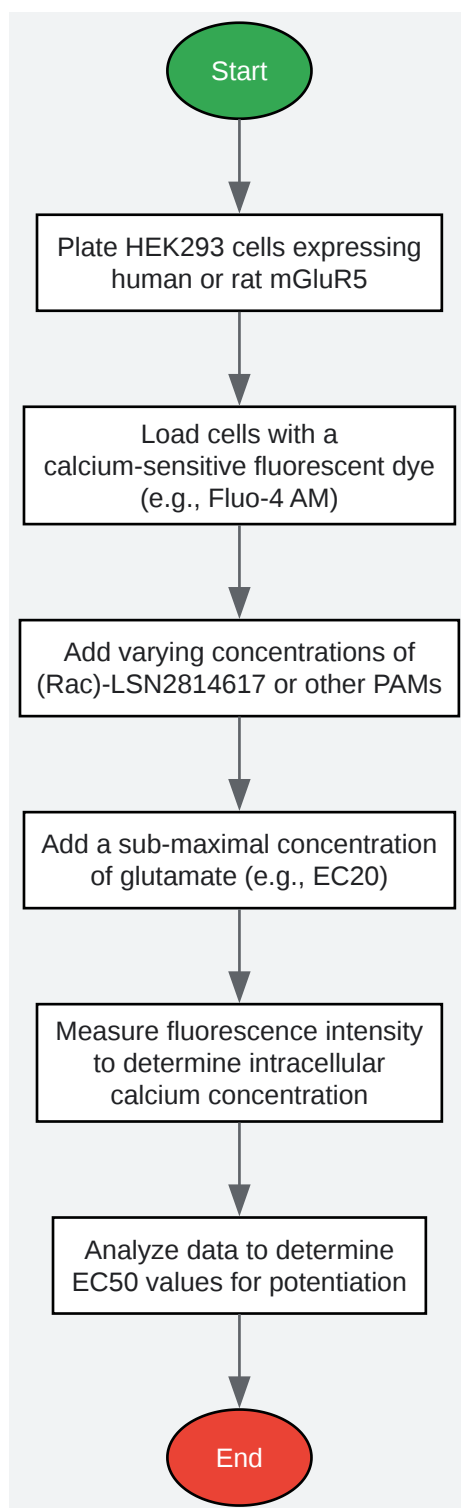 Start
Plate HEK293 cells expressing
human or rat mGluR5
Load cells with a
calcium-sensitive fluorescent dye
(e.g., Fluo-4 AM)
Add varying concentrations of
(Rac)-LSN2814617 or other PAMs
Add a sub-maximal concentration
of glutamate (e.g., EC20)
Measure fluorescence intensity
to determine intracellular
calcium concentration
Analyze data to determine
EC50 values for potentiation
End